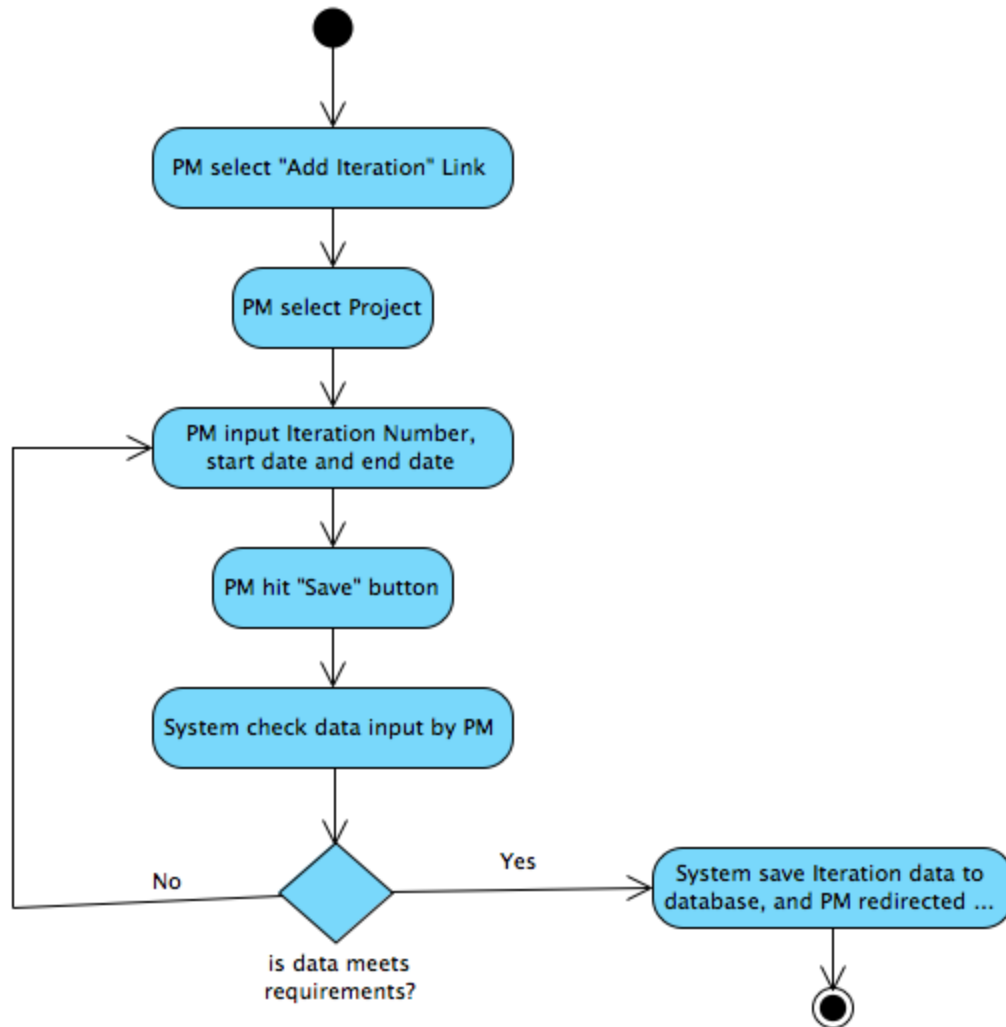 PM select "Add Iteration" Link
PM select Project
PM input Iteration Number,
start date and end date
PM hit "Save" button
System check data input by PM
No
Yes
System save Iteration data to
database, and PM redirected ...
is data meets
requirements?